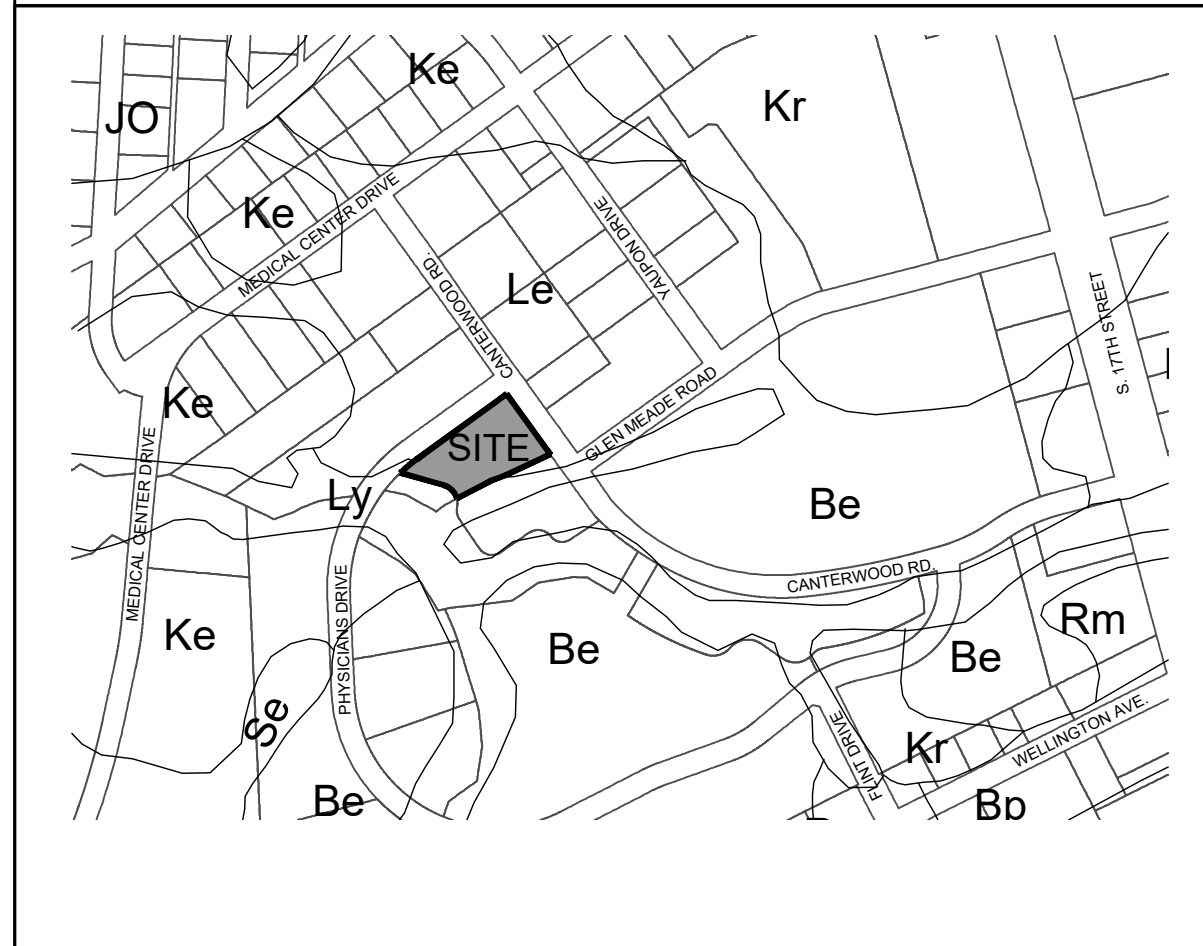 Ke
JO
Kr
Ke
MEDICAL CENTER DRIVE
YAUPON DRIVE
CANTERWOOD RD.
Le
S. 17TH STREET
Ke
GLEN MEADE ROAD
SITE
Ly
Be
MEDICAL CENTER DRIVE
CANTERWOOD RD.
PHYSICIANS DRIVE
Rm
Ke
Be
Be
Se
FLINT DRIVE
Kr
WELLINGTON AVE.
Be
Bp